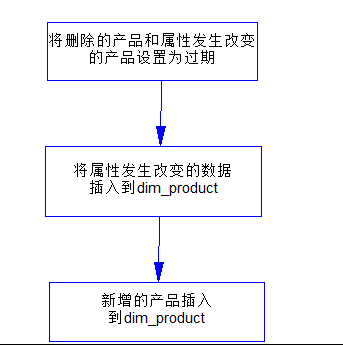 将删除的产品和属性发生改变
的产品设置为过期
将属性发生改变的数据
插入到dim_product
新增的产品插入
到dim_product